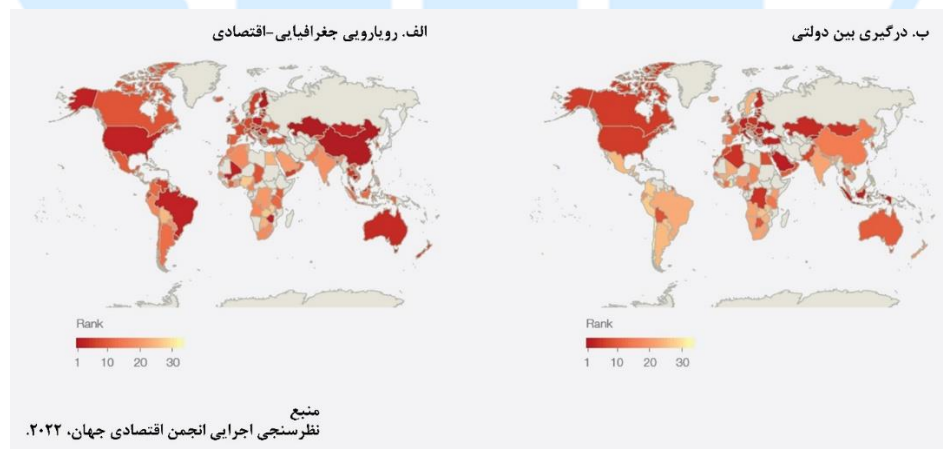 الف. رویارویی جغرافیایی-اقتصادی
Rank
1 10 20 30
ب. درگیری بین دولتی
Rank
1 10 20 30
منبع
نظرسنجی اجرایی انجمن اقتصادی جهان، ۲۰۲۲.